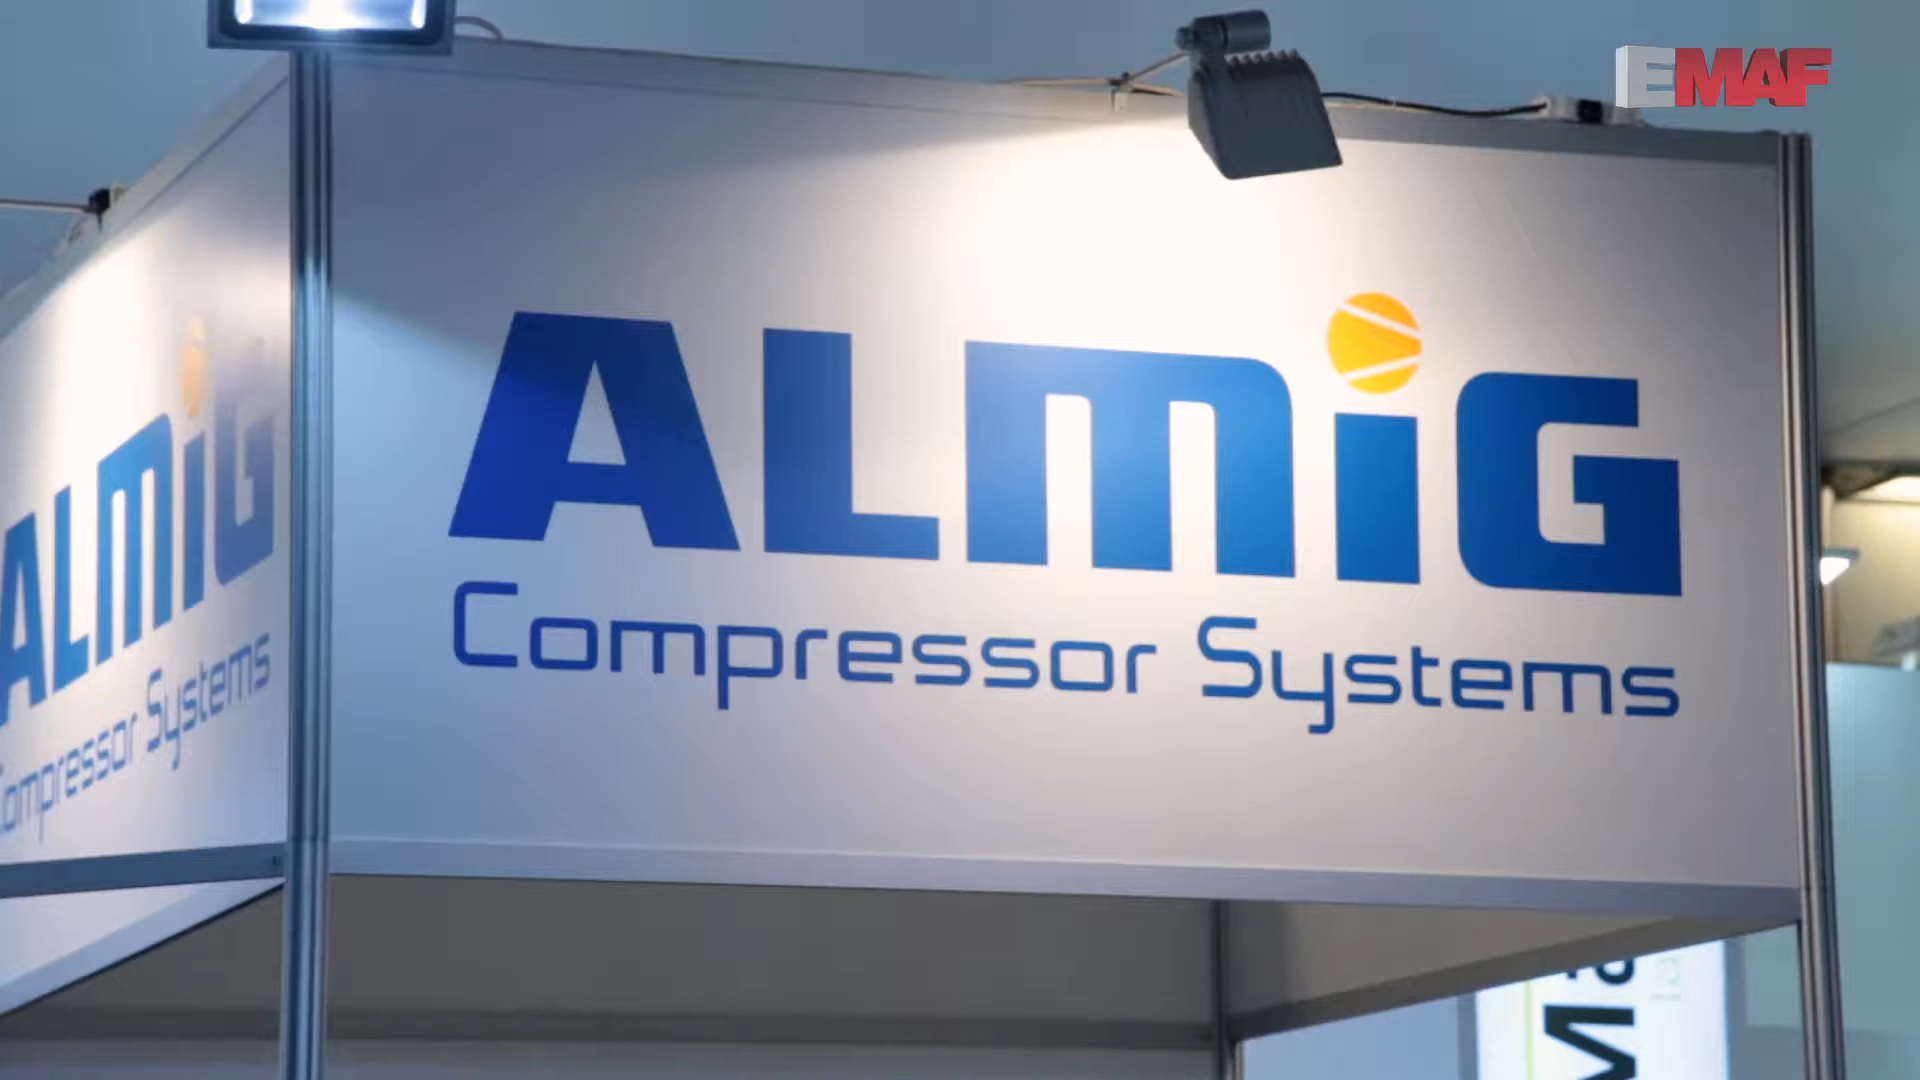 EMAF
ALMiG
Compressor Systems
ALMiG
Compressor Systems